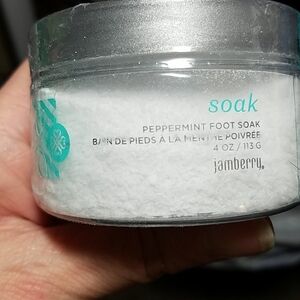 soak
PEPPERMINT FOOT SOAK
BAIN DE PIEDS A LA MENTHE POIVRÉE
4 OZ / 113 G
jamberry